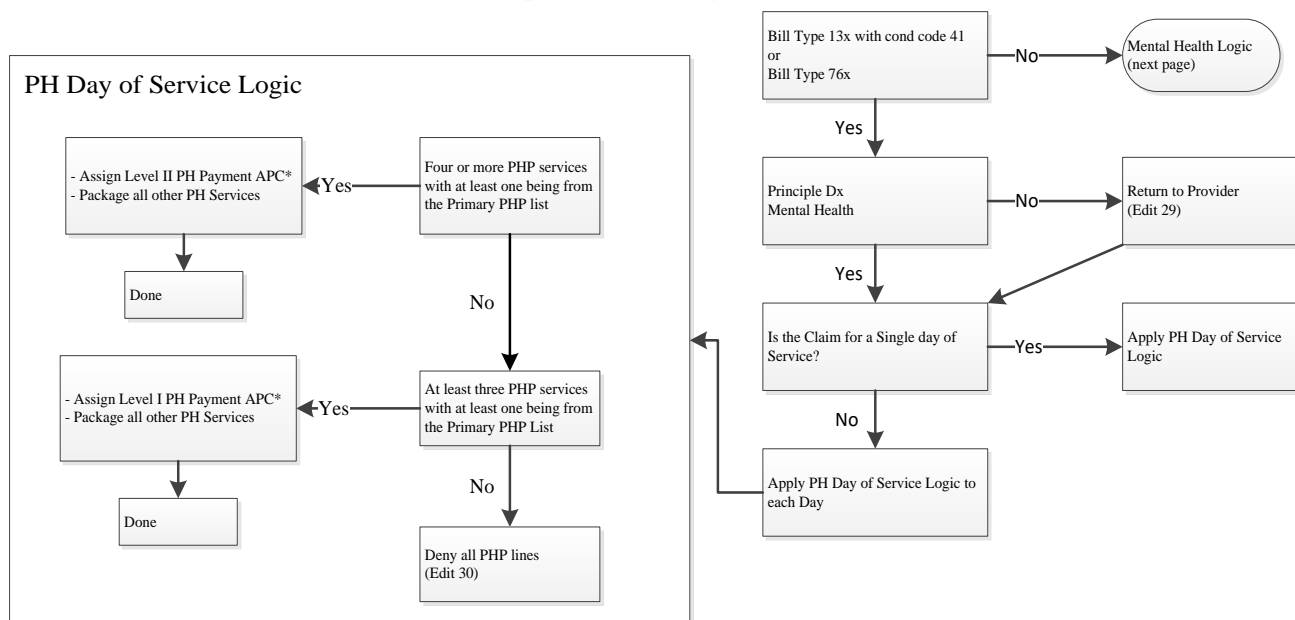 Bill Type 13x with cond code 41
or
Bill Type 76x
No
Mental Health Logic
(next page)
Yes
Principle Dx
Mental Health
No
Return to Provider
(Edit 29)
Yes
Is the Claim for a Single day of
Service?
Yes
Apply PH Day of Service
Logic
No
Apply PH Day of Service Logic to
each Day
PH Day of Service Logic
Four or more PHP services
with at least one being from
the Primary PHP list
Yes
- Assign Level II PH Payment APC*
- Package all other PH Services
Done
No
At least three PHP services
with at least one being from
the Primary PHP List
Yes
- Assign Level I PH Payment APC*
- Package all other PH Services
Done
No
Deny all PHP lines
(Edit 30)